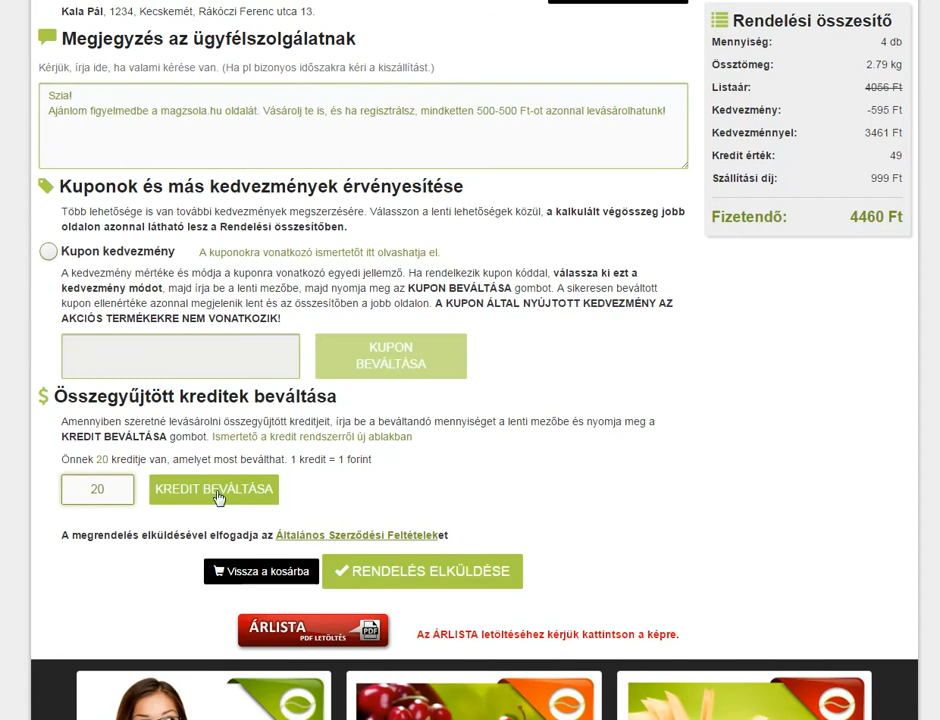 Kala Pál, 1234, Kecskemét, Rákóczi Ferenc utca 13.
Megjegyzés az ügyfélszolgálatnak
Kérjük, írja ide, ha valami kérése van. (Ha pl bizonyos időszakra kéri a kiszállítást.)
Szia!
Ajánlom figyelmedbe a magzsola.hu oldalát. Vásárolj te is, és ha regisztrálsz, mindketten 500-500 Ft-ot azonnal levásárolhatunk!
Kuponok és más kedvezmények érvényesítése
Több lehetősége is van további kedvezmények megszerzésére. Válasszon a lenti lehetőségek közül, a kalkulált végösszeg jobb
oldalon azonnal látható lesz a Rendelési összesítőben.
Kupon kedvezmény A kuponokra vonatkozó ismertetőt itt olvashatja el.
A kedvezmény mértéke és módja a kuponra vonatkozó egyedi jellemző. Ha rendelkezik kupon kóddal, válassza ki ezt a
kedvezmény módot, majd írja be a lenti mezőbe, majd nyomja meg az KUPON BEVÁLTÁSA gombot. A sikeresen beváltott
kupon ellenértéke azonnal megjelenik lent és az összesítőben a jobb oldalon. A KUPON ÁLTAL NYÚJTOTT KEDVEZMÉNY AZ
AKCIÓS TERMÉKEKRE NEM VONATKOZIK!
KUPON
BEVÁLTÁSA
Összegyűjtött kreditek beváltása
Amennyiben szeretné levásárolni összegyűjtött kreditjeit, írja be a beváltandó mennyiséget a lenti mezőbe és nyomja meg a
KREDIT BEVÁLTÁSA gombot. Ismertető a kredit rendszerről új ablakban
Önnek 20 kreditje van, amelyet most beválthat. 1 kredit = 1 forint
20 KREDIT BEVÁLTÁSA
A megrendelés elküldésével elfogadja az Általános Szerződési Feltételeket
Vissza a kosárba RENDELÉS ELKÜLDÉSE
ÁRLISTA
PDF LETÖLTÉS
PDF
Az ÁRLISTA letöltéséhez kérjük kattintson a képre.
Rendelési összesítő
Mennyiség: 4 db
Össztömeg: 2.79 kg
Listaár: 4056 Ft
Kedvezmény: -595 Ft
Kedvezménnyel: 3461 Ft
Kredit érték: 49
Szállítási díj: 999 Ft
Fizetendő: 4460 Ft